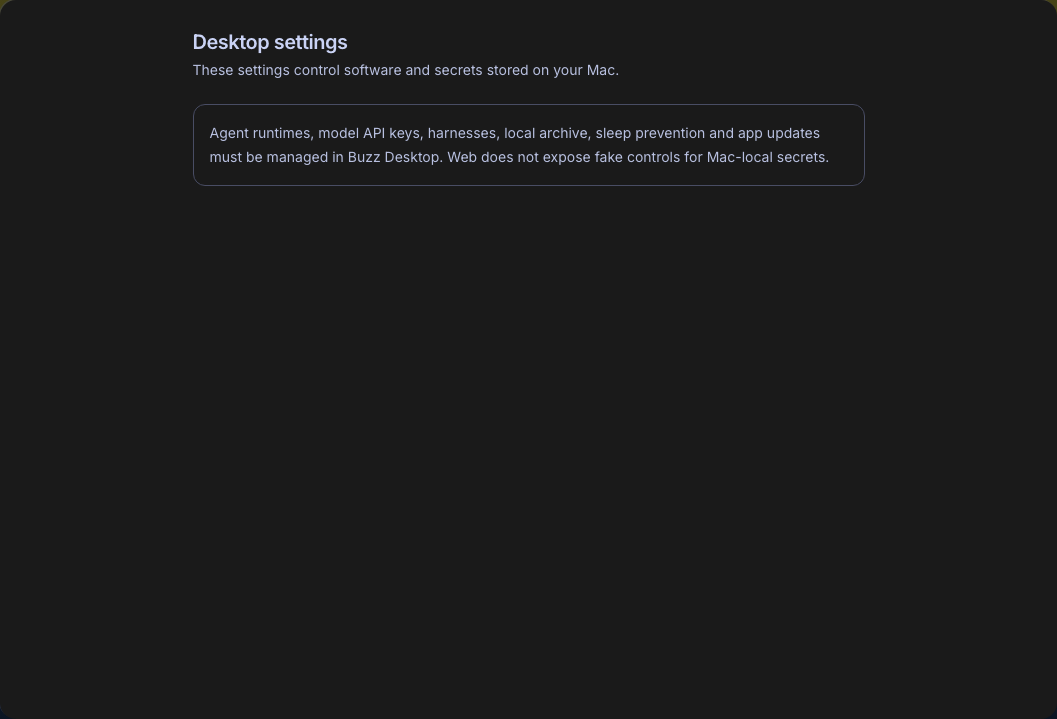 Desktop settings
These settings control software and secrets stored on your Mac.
Agent runtimes, model API keys, harnesses, local archive, sleep prevention and app updates
must be managed in Buzz Desktop. Web does not expose fake controls for Mac-local secrets.